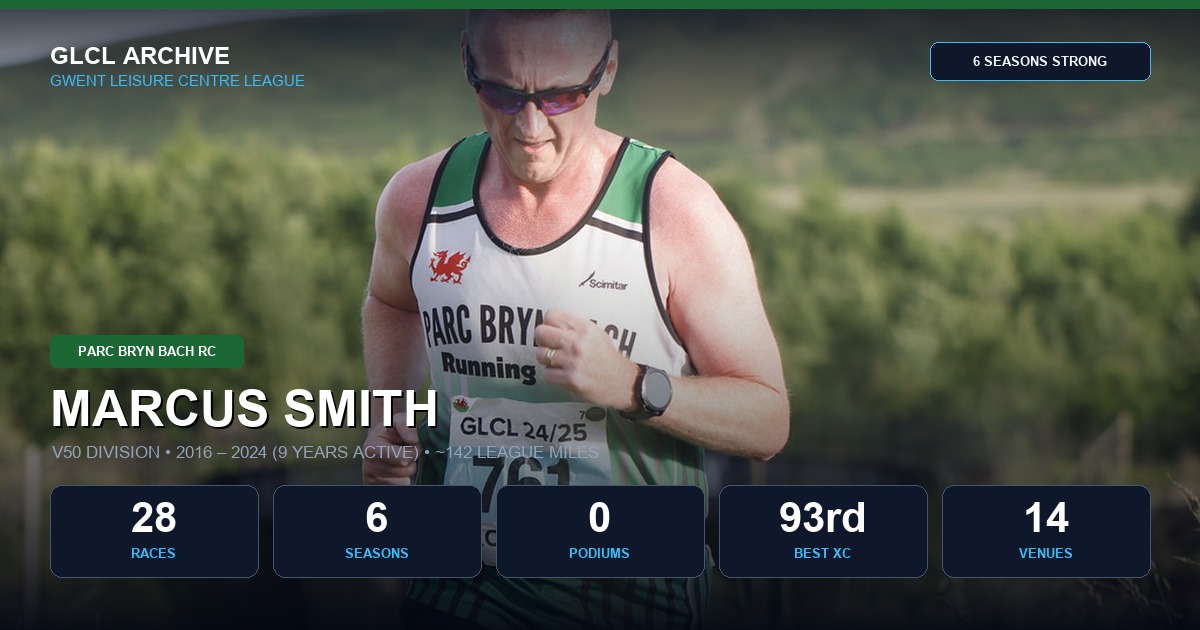 GLCL ARCHIVE
GWENT LEISURE CENTRE LEAGUE
6 SEASONS STRONG
Scimitar
PARC BRYN
Running
PARC BRYN BACH RC
MARCUS SMITH
GLCL 24/25
V50 DIVISION • 2016 – 2024 (9 YEARS ACTIVE) • ~142 LEAGUE MILES
761
28
RACES
6
SEASONS
0
PODIUMS
93rd
BEST XC
14
VENUES